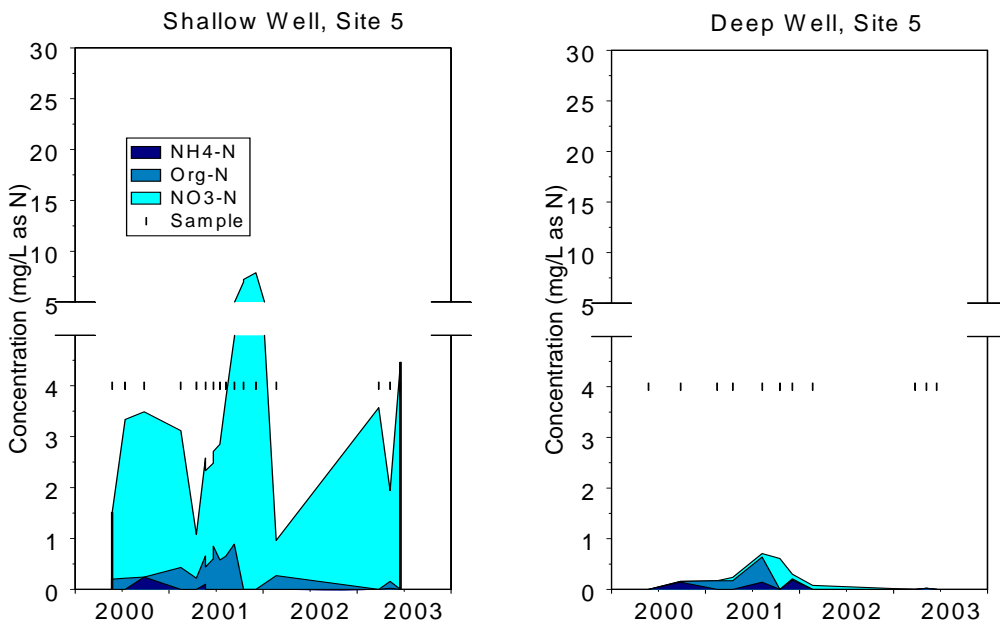 Shallow Well, Site 5
Concentration (mg/L as N)
30
25
20
15
10
5
4
3
2
1
0
NH4-N
Org-N
NO3-N
Sample
2000 2001 2002 2003
Deep Well, Site 5
Concentration (mg/L as N)
30
25
20
15
10
5
4
3
2
1
0
2000 2001 2002 2003